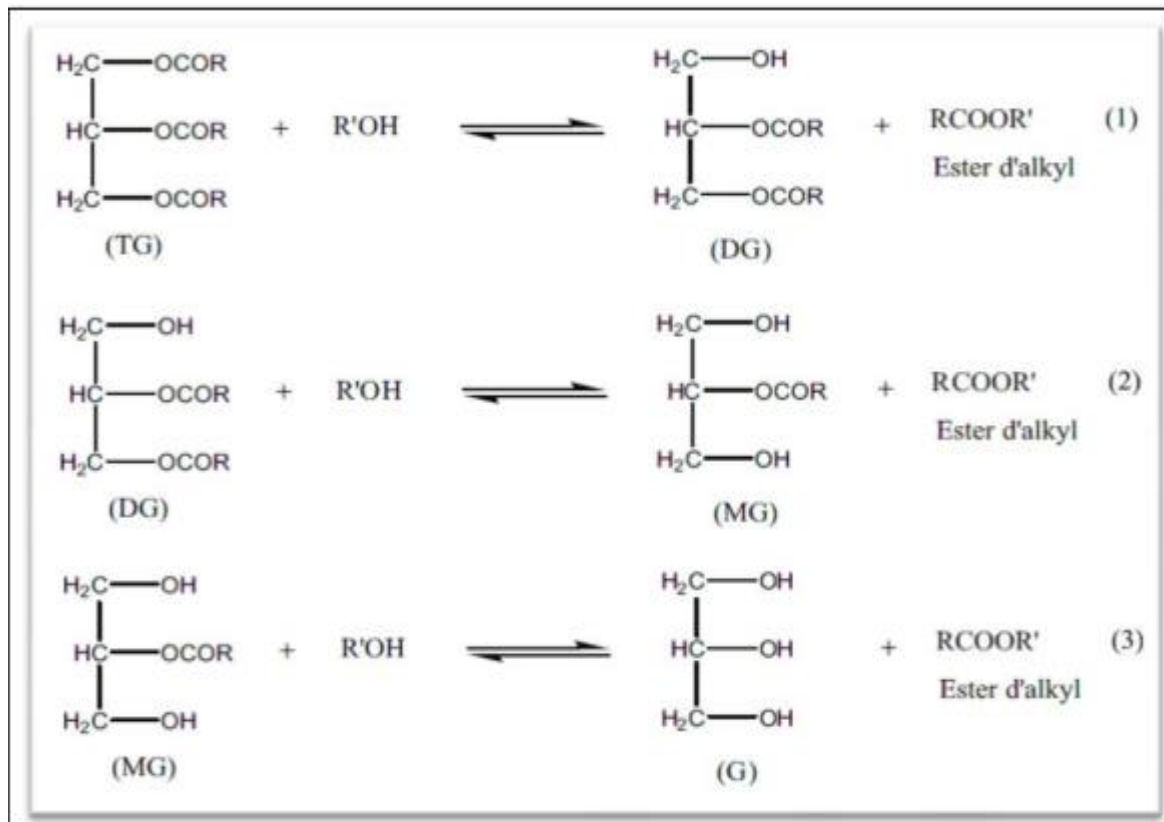 H₂C—OCOR H₂C—OH
HC—OCOR + R'OH ⇌ HC—OCOR + RCOOR' (1)
Ester d'alkyl
H₂C—OCOR H₂C—OCOR
(TG) (DG)
H₂C—OH H₂C—OH
HC—OCOR + R'OH ⇌ HC—OCOR + RCOOR' (2)
Ester d'alkyl
H₂C—OCOR H₂C—OH
(DG) (MG)
H₂C—OH H₂C—OH
HC—OCOR + R'OH ⇌ HC—OH + RCOOR' (3)
Ester d'alkyl
H₂C—OH H₂C—OH
(MG) (G)